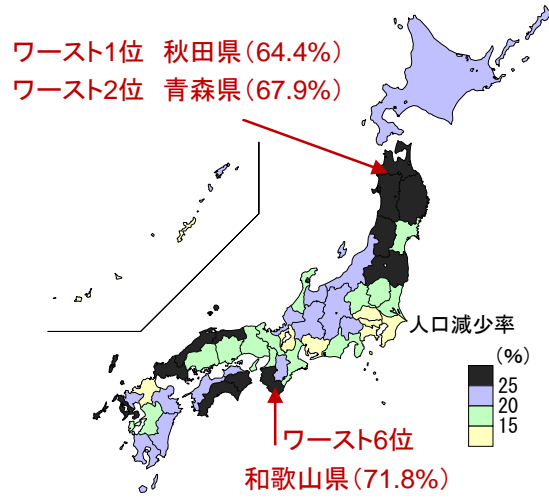 ワースト1位　秋田県（64.4%）
ワースト2位　青森県（67.9%）
人口減少率
（%）
25
20
15
ワースト6位
和歌山県（71.8%）